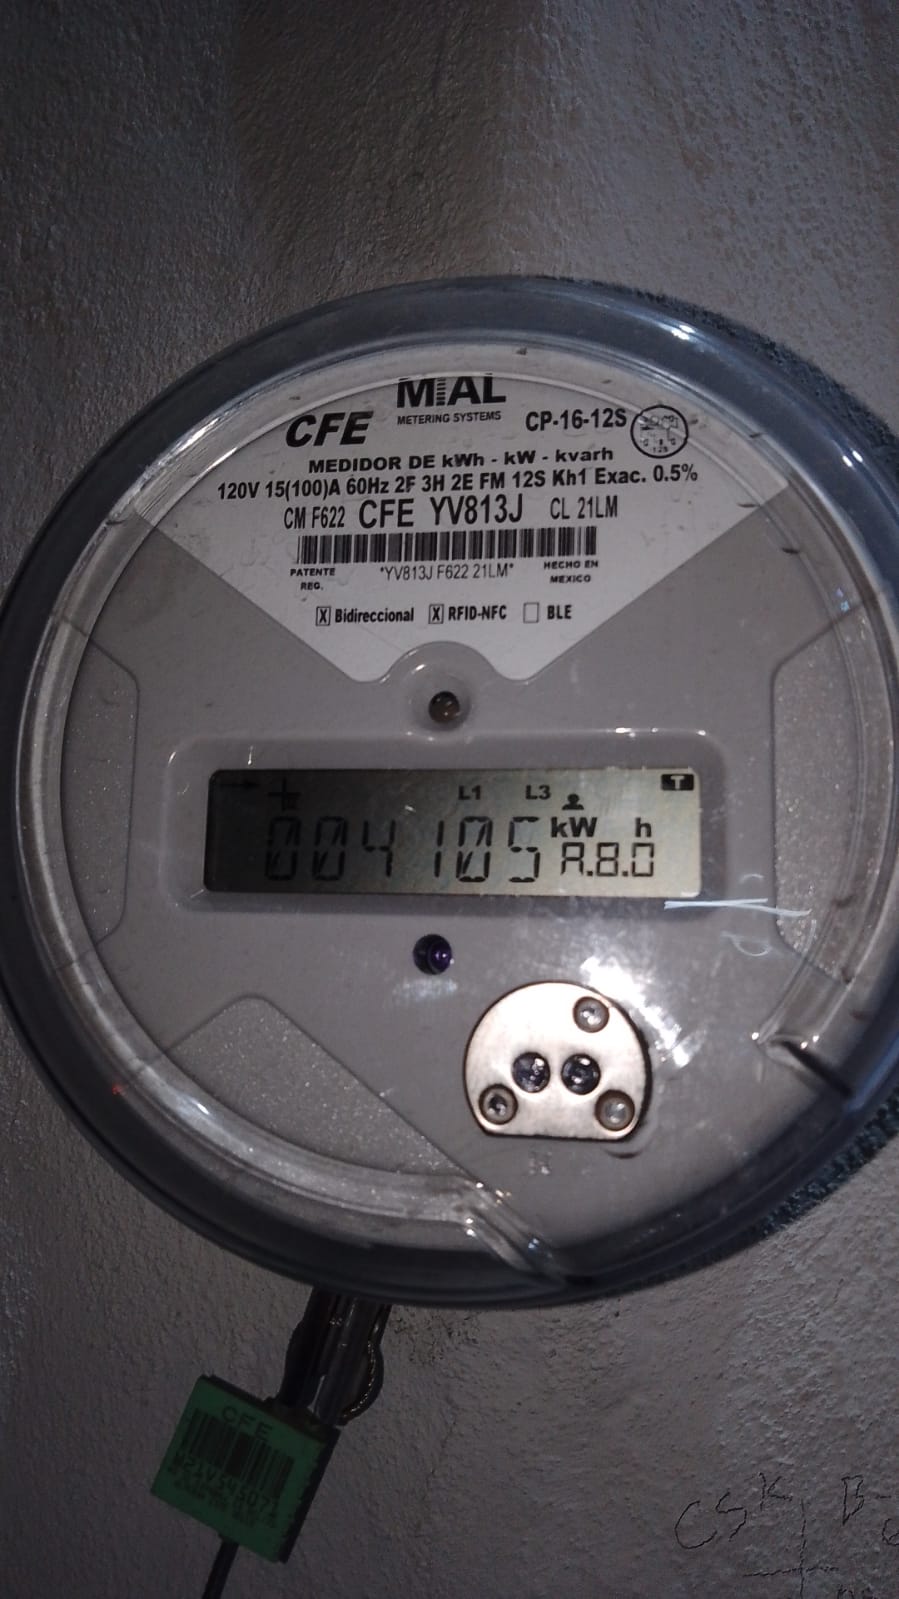 MIAL
METERING SYSTEMS
CFE
CP-16-12S
MEDIDOR DE kWh - kW - kvarh
120V 15(100)A 60Hz 2F 3H 2E FM 12S Kh1 Exac. 0.5%
CM F622 CFE YV813J CL 21LM
PATENTE REG.
*YV813J F622 21LM*
HECHO EN MEXICO
X Bidireccional X RFID-NFC BLE
L1 L3 T
004105 kW h
A.8.0
CFE
CSK